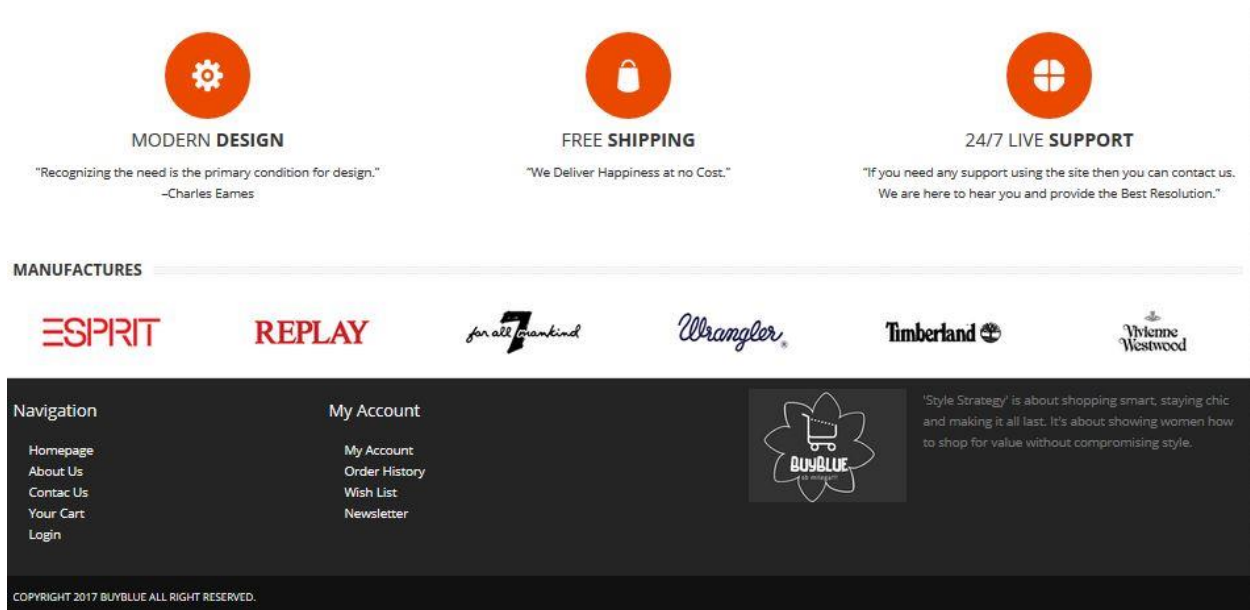 MODERN DESIGN
"Recognizing the need is the primary condition for design."
–Charles Eames
FREE SHIPPING
"We Deliver Happiness at no Cost."
24/7 LIVE SUPPORT
"If you need any support using the site then you can contact us.
We are here to hear you and provide the Best Resolution."
MANUFACTURES
ESPRIT
REPLAY
for all 7 mankind
Wrangler®
Timberland
Vivienne
Westwood
Navigation
Homepage
About Us
Contac Us
Your Cart
Login
My Account
My Account
Order History
Wish List
Newsletter
BUYBLUE
'Style Strategy' is about shopping smart, staying chic
and making it all last. It's about showing women how
to shop for value without compromising style.
COPYRIGHT 2017 BUYBLUE ALL RIGHT RESERVED.